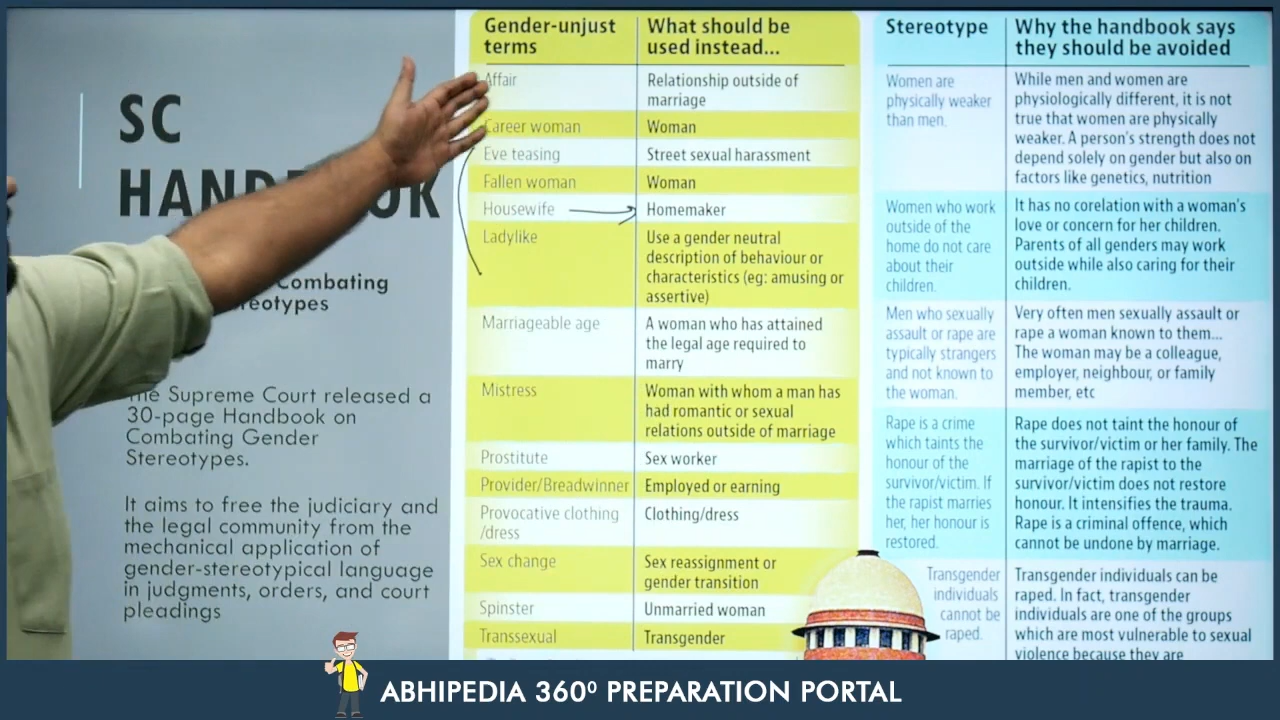 SC
HANDBOOK
Combating
The Supreme Court released a
30-page Handbook on
Combating Gender
Stereotypes.
It aims to free the judiciary and
the legal community from the
mechanical application of
gender-stereotypical language
in judgments, orders, and court
pleadings
Gender-unjust
terms
What should be
used instead...
Affair
Relationship outside of
marriage
Career woman
Woman
Eve teasing
Street sexual harassment
Fallen woman
Woman
Housewife
Homemaker
Ladylike
Use a gender neutral
description of behaviour or
characteristics (eg: amusing or
assertive)
Marriageable age
A woman who has attained
the legal age required to
marry
Mistress
Woman with whom a man has
had romantic or sexual
relations outside of marriage
Prostitute
Sex worker
Provider/Breadwinner
Employed or earning
Provocative clothing
/dress
Clothing/dress
Sex change
Sex reassignment or
gender transition
Spinster
Unmarried woman
Transsexual
Transgender
Stereotype
Why the handbook says
they should be avoided
Women are
physically weaker
than men.
While men and women are
physiologically different, it is not
true that women are physically
weaker. A person's strength does not
depend solely on gender but also on
factors like genetics, nutrition
Women who work
outside of the
home do not care
about their
children.
It has no corelation with a woman's
love or concern for her children.
Parents of all genders may work
outside while also caring for their
children.
Men who sexually
assault or rape are
typically strangers
and not known to
the woman.
Very often men sexually assault or
rape a woman known to them...
The woman may be a colleague,
employer, neighbour, or family
member, etc
Rape is a crime
which taints the
honour of the
survivor/victim. If
the rapist marries
her, her honour is
restored.
Rape does not taint the honour of
the survivor/victim or her family. The
marriage of the rapist to the
survivor/victim does not restore
honour. It intensifies the trauma.
Rape is a criminal offence, which
cannot be undone by marriage.
Transgender
individuals
cannot be
raped.
Transgender individuals can be
raped. In fact, transgender
individuals are one of the groups
which are most vulnerable to sexual
violence because they are
ABHIPEDIA 360⁰ PREPARATION PORTAL